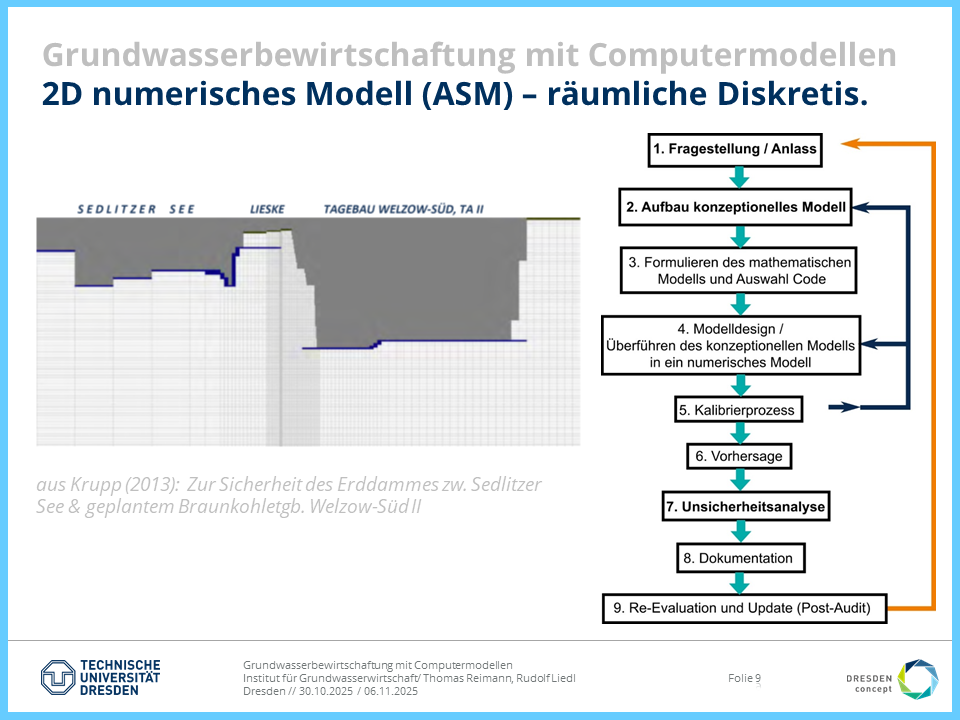 Grundwasserbewirtschaftung mit Computermodellen
2D numerisches Modell (ASM) – räumliche Diskretis.
SEDLITZER SEE LIESKE TAGEBAU WELZOW-SÜD, TA II
aus Krupp (2013): Zur Sicherheit des Erddammes zw. Sedlitzer
See & geplantem Braunkohletgb. Welzow-Süd II
1. Fragestellung / Anlass
2. Aufbau konzeptionelles Modell
3. Formulieren des mathematischen
Modells und Auswahl Code
4. Modelldesign /
Überführen des konzeptionellen Modells
in ein numerisches Modell
5. Kalibrierprozess
6. Vorhersage
7. Unsicherheitsanalyse
8. Dokumentation
9. Re-Evaluation und Update (Post-Audit)
TECHNISCHE
UNIVERSITÄT
DRESDEN
Grundwasserbewirtschaftung mit Computermodellen
Institut für Grundwasserwirtschaft/ Thomas Reimann, Rudolf Liedl
Dresden // 30.10.2025 / 06.11.2025
Folie 9
DRESDEN
concept